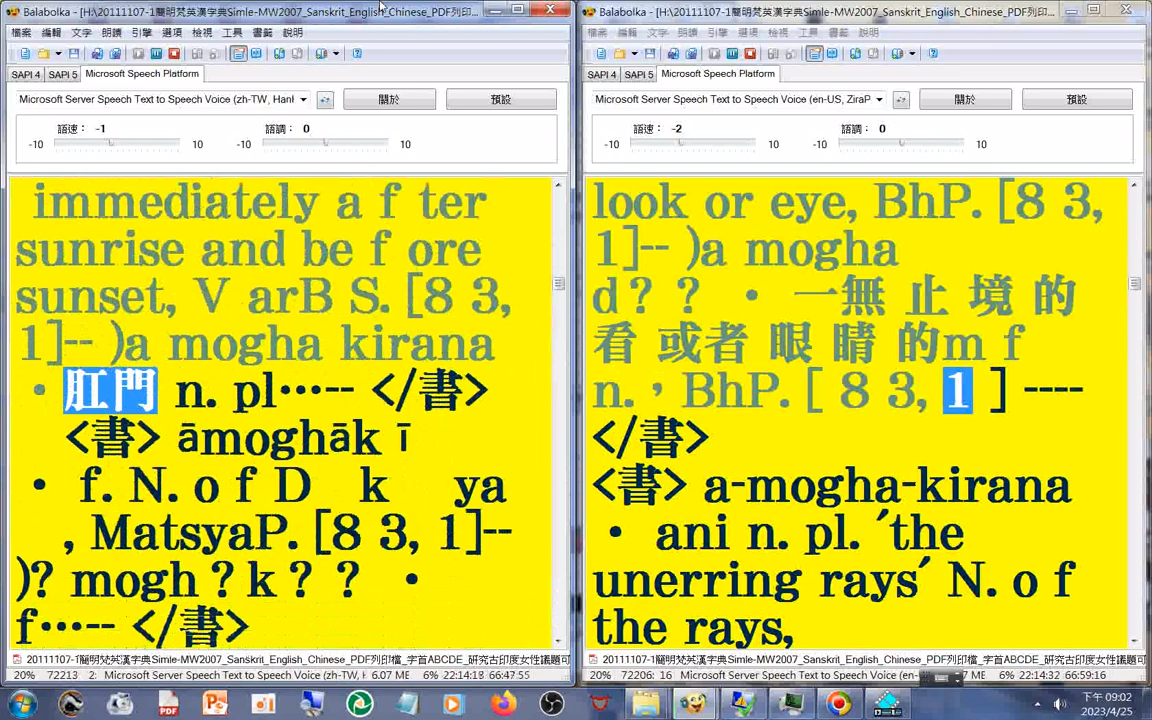 Balabolka - [H:\20111107-1簡明梵英漢字典Simle-MW2007_Sanskrit_English_Chinese_PDF列印...
檔案 編輯 文字 朗讀 引擎 選項 檢視 工具 書籤 說明
SAPI 4 SAPI 5 Microsoft Speech Platform
Microsoft Server Speech Text to Speech Voice (zh-TW, Hanl
關於 預設
語速： -1 語調： 0
-10 10 -10 10
immediately a f ter
sunrise and be f ore
sunset, V arB S. [8 3,
1]-- )a mogha kirana
• 肛門 n. pl…-- </書>
<書> āmoghāk ī
• f. N. o f D k ya
, MatsyaP. [8 3, 1]--
)? mogh ? k ? ? •
f…-- </書>
20111107-1簡明梵英漢字典Simle-MW2007_Sanskrit_English_Chinese_PDF列印檔_字首ABCDE_研究古印度女性議題可
20% 72213 2: Microsoft Server Speech Text to Speech Voice (zh-TW, H 6.07 ME 6% 22:14:18 66:47:55
Balabolka - [H:\20111107-1簡明梵英漢字典Simle-MW2007_Sanskrit_English_Chinese_PDF列印...
檔案 編輯 文字 朗讀 引擎 選項 檢視 工具 書籤 說明
SAPI 4 SAPI 5 Microsoft Speech Platform
Microsoft Server Speech Text to Speech Voice (en-US, ZiraP
關於 預設
語速： -2 語調： 0
-10 10 -10 10
look or eye, BhP. [8 3,
1]-- )a mogha
d? ? • 一無 止 境 的
看 或者 眼 睛 的m f
n.，BhP. [ 8 3, 1 ] ----
</書>
<書> a-mogha-kirana
• ani n. pl. ´the
unerring rays´ N. o f
the rays,
20111107-1簡明梵英漢字典Simle-MW2007_Sanskrit_English_Chinese_PDF列印檔_字首ABCDE_研究古印度女性議題可
20% 72206: 16 Microsoft Server Speech Text to Speech Voice (en-US, Z ME 6% 22:14:32 66:59:16
下午 09:02
2023/4/25